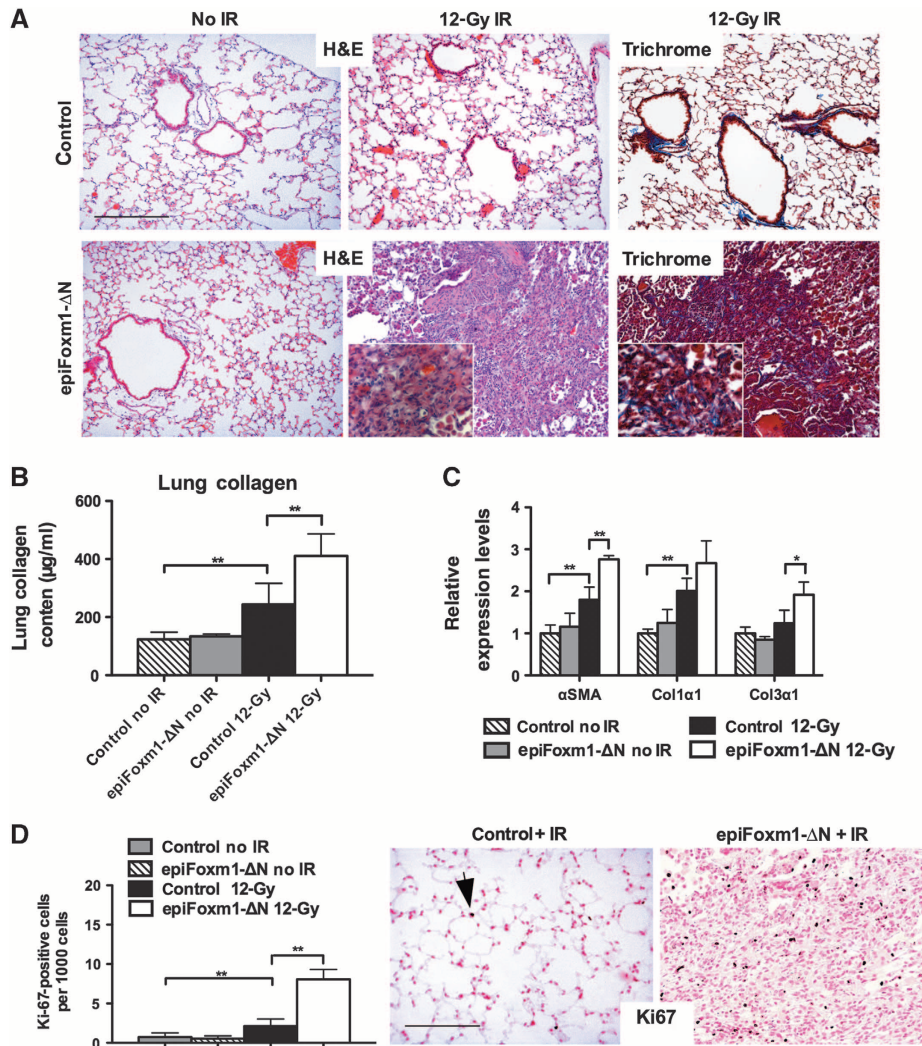 A
No IR
12-Gy IR
12-Gy IR
Control
H&E
Trichrome
epiFoxm1-ΔN
H&E
Trichrome
B
Lung collagen
Lung collagen
conten (µg/ml)
600
400
200
0
**
**
Control no IR
epiFoxm1-ΔN no IR
Control 12-Gy
epiFoxm1-ΔN 12-Gy
C
Relative
expression levels
4
3
2
2
1
0
**
**
**
*
αSMA
Col1α1
Col3α1
Control no IR
Control 12-Gy
epiFoxm1-ΔN no IR
epiFoxm1-ΔN 12-Gy
D
Control no IR
epiFoxm1-ΔN no IR
Control 12-Gy
epiFoxm1-ΔN 12-Gy
Ki-67-positive cells
per 1000 cells
20
15
10
5
0
**
**
Control + IR
epiFoxm1-ΔN + IR
Ki67